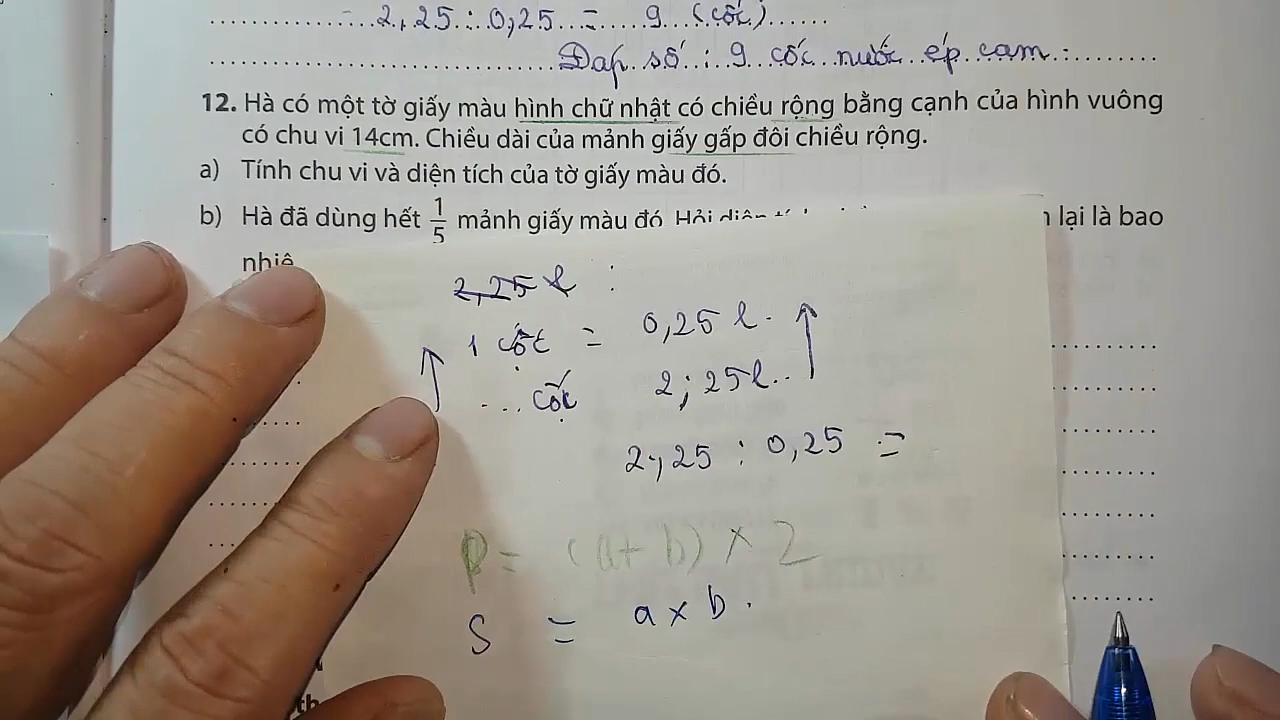 2,25 : 0,25 = 9 (cốc)
Đáp số : 9 cốc nước ép cam.
12. Hà có một tờ giấy màu hình chữ nhật có chiều rộng bằng cạnh của hình vuông
có chu vi 14cm. Chiều dài của mảnh giấy gấp đôi chiều rộng.
a) Tính chu vi và diện tích của tờ giấy màu đó.
b) Hà đã dùng hết 1/5 mảnh giấy màu đó. Hỏi diện lại là bao
2,25 l :
1 cốc = 0,25 l.
... cốc 2,25l..
2,25 : 0,25 =
P = (a + b) × 2
S = a × b.